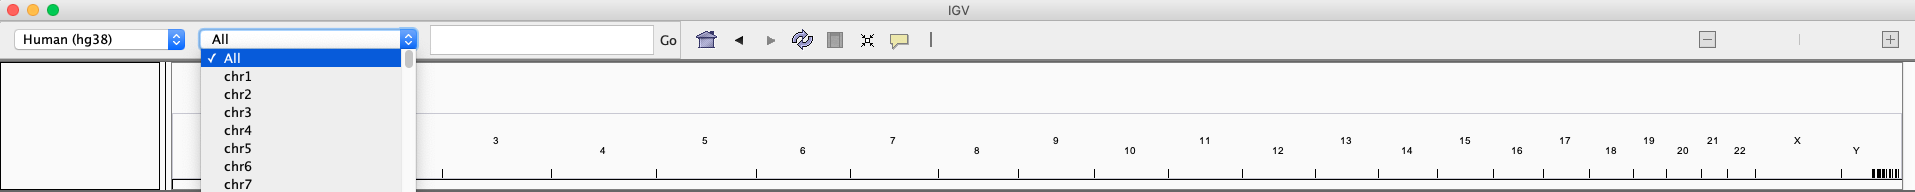 IGV
Human (hg38) All Go
✓ All
chr1
chr2
chr3
chr4
chr5
chr6
chr7
3 4 5 6 7 8 9 10 11 12 13 14 15 16 17 18 19 20 21 22 X Y